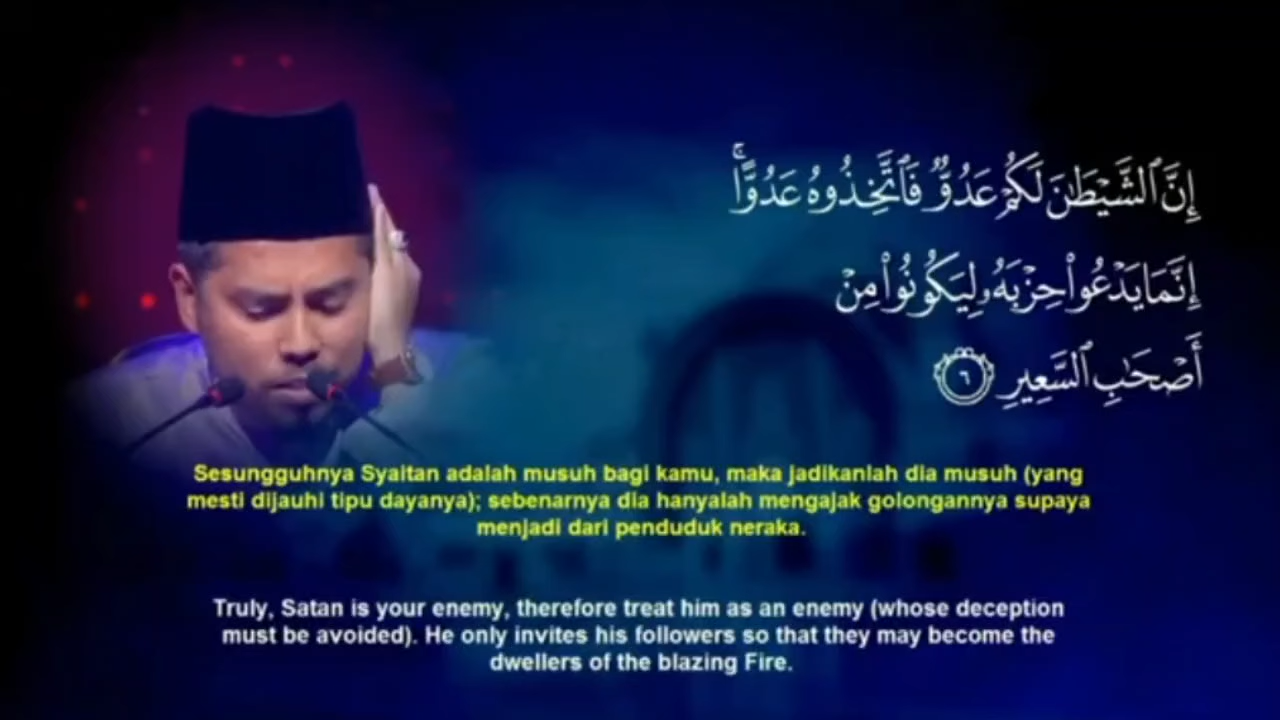 إِنَّ ٱلشَّيْطَٰنَ لَكُمْ عَدُوٌّ فَٱتَّخِذُوهُ عَدُوًّا ۚ
إِنَّمَا يَدْعُوا۟ حِزْبَهُۥ لِيَكُونُوا۟ مِنْ
أَصْحَٰبِ ٱلسَّعِيرِ ٦
Sesungguhnya Syaitan adalah musuh bagi kamu, maka jadikanlah dia musuh (yang
mesti dijauhi tipu dayanya); sebenarnya dia hanyalah mengajak golongannya supaya
menjadi dari penduduk neraka.
Truly, Satan is your enemy, therefore treat him as an enemy (whose deception
must be avoided). He only invites his followers so that they may become the
dwellers of the blazing Fire.